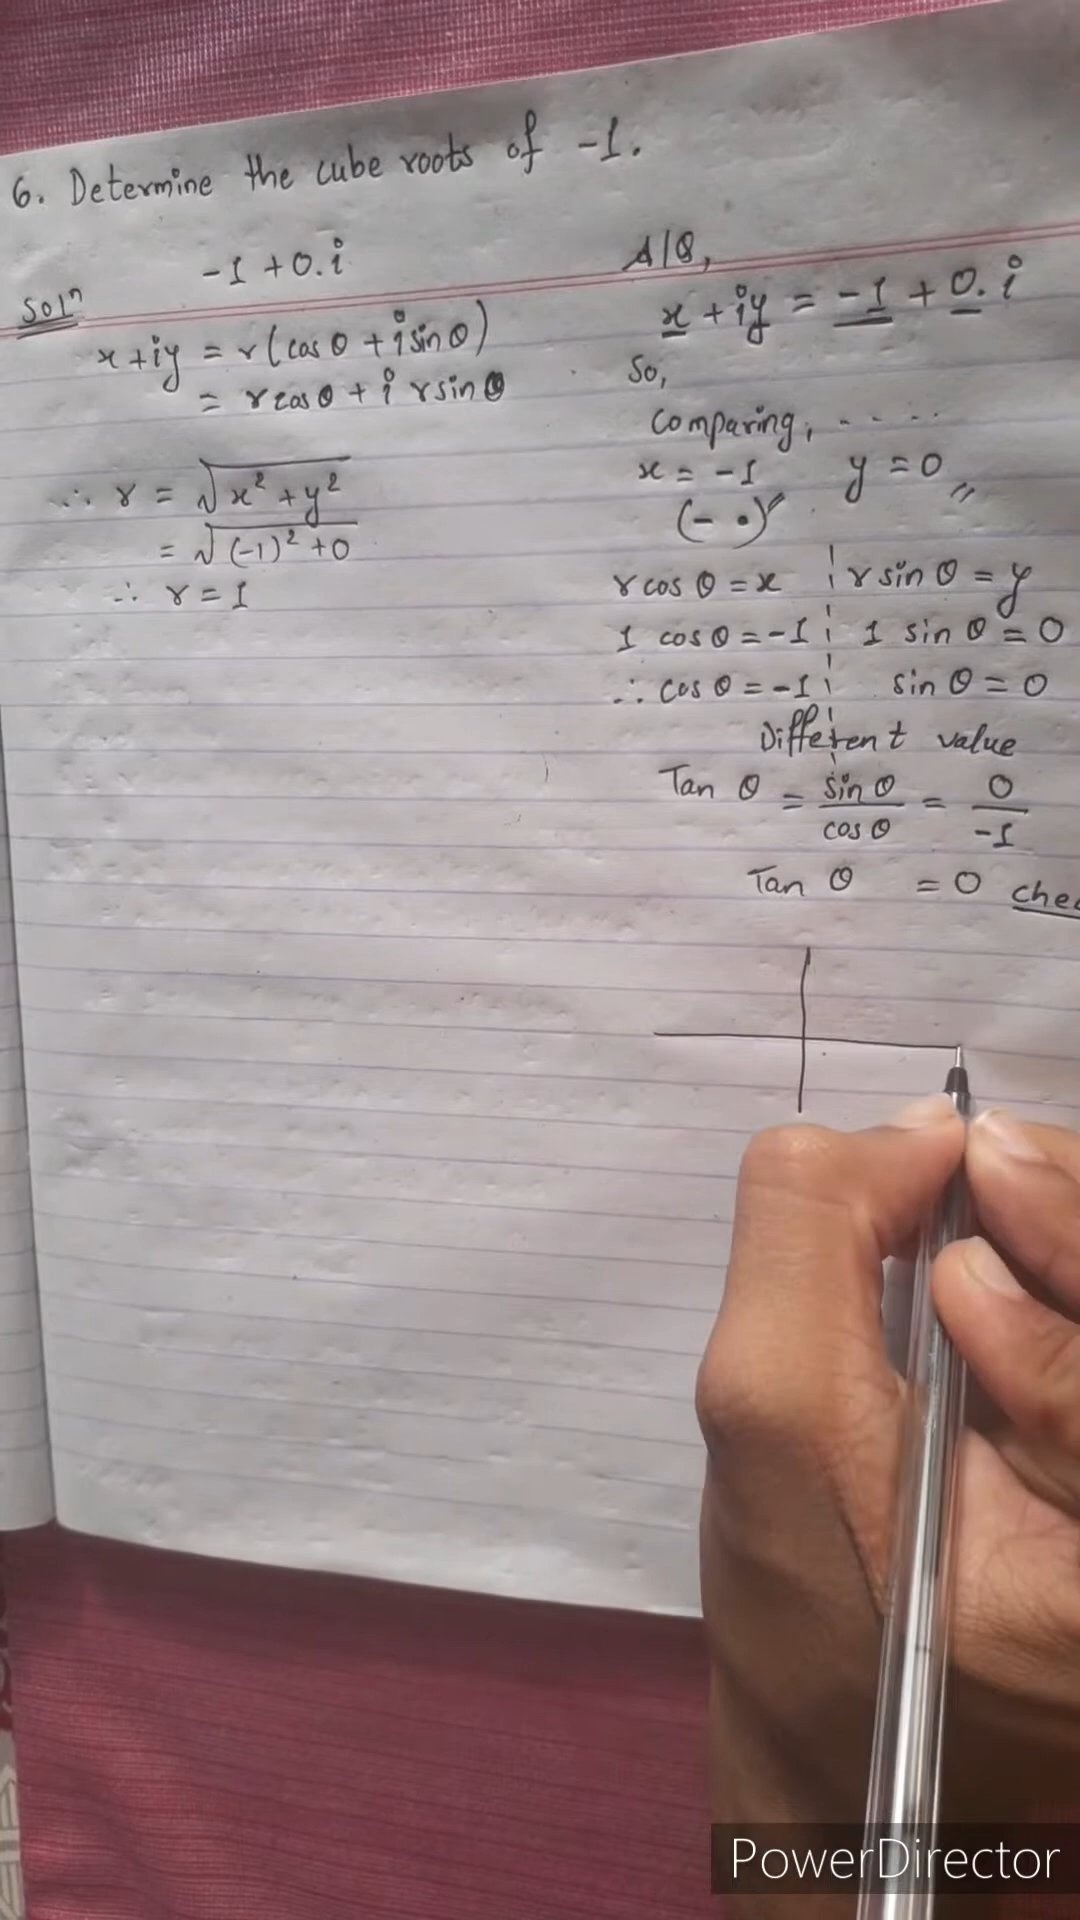 6. Determine the cube roots of -1.
Solⁿ
-1 + 0.i
x + iy = r(cos θ + i sin θ)
= r cos θ + i r sin θ
∴ r = √x² + y²
= √(-1)² + 0
∴ r = 1
A/Q,
x + iy = -1 + 0. i
So,
Comparing, - - ...
x = -1 y = 0 ,,
(- •)
r cos θ = x ¦ r sin θ = y
1 cos θ = -1 ¦ 1 sin θ = 0
∴ cos θ = -1 ¦ sin θ = 0
Different value
Tan θ = sin θ / cos θ = 0 / -1
Tan θ = 0
PowerDirector